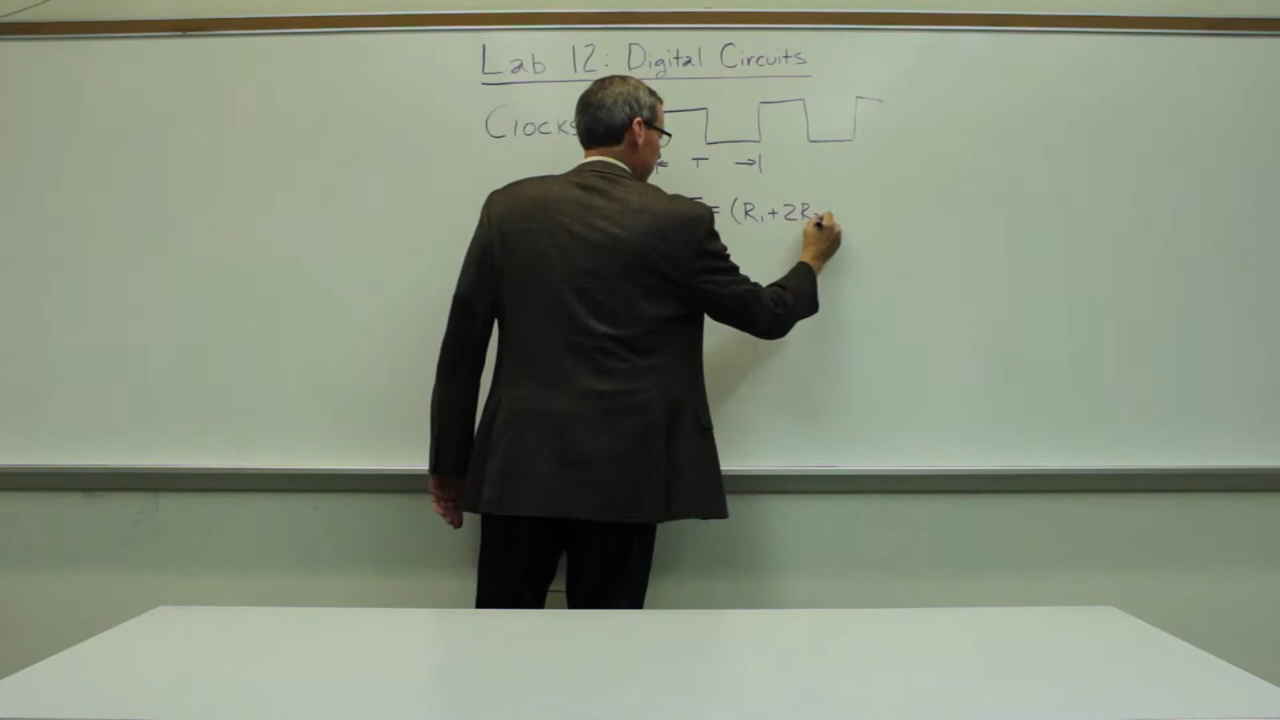 Lab 12: Digital Circuits
Clocks
T
= (R₁+2R